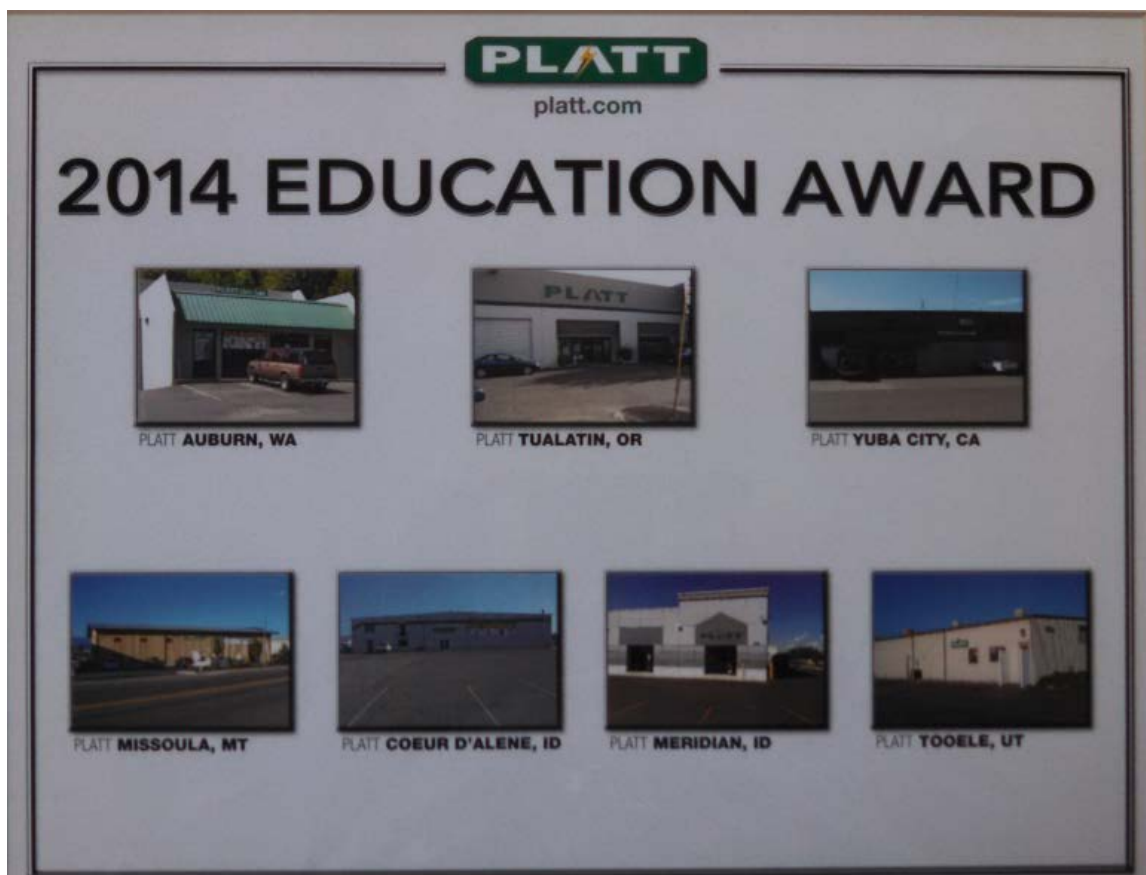 PLATT
platt.com
2014 EDUCATION AWARD
PLATT
PLATT AUBURN, WA
PLATT TUALATIN, OR
PLATT YUBA CITY, CA
PLATT
PLATT MISSOULA, MT
PLATT COEUR D'ALENE, ID
PLATT MERIDIAN, ID
PLATT TOOELE, UT